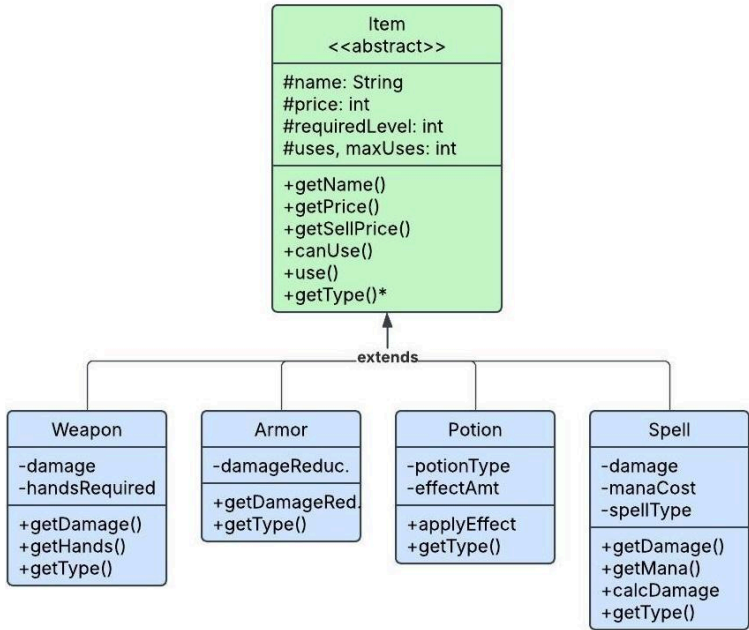 Item
<<abstract>>
#name: String
#price: int
#requiredLevel: int
#uses, maxUses: int
+getName()
+getPrice()
+getSellPrice()
+canUse()
+use()
+getType()*
extends
Weapon
-damage
-handsRequired
+getDamage()
+getHands()
+getType()
Armor
-damageReduc.
+getDamageRed.
+getType()
Potion
-potionType
-effectAmt
+applyEffect
+getType()
Spell
-damage
-manaCost
-spellType
+getDamage()
+getMana()
+calcDamage
+getType()